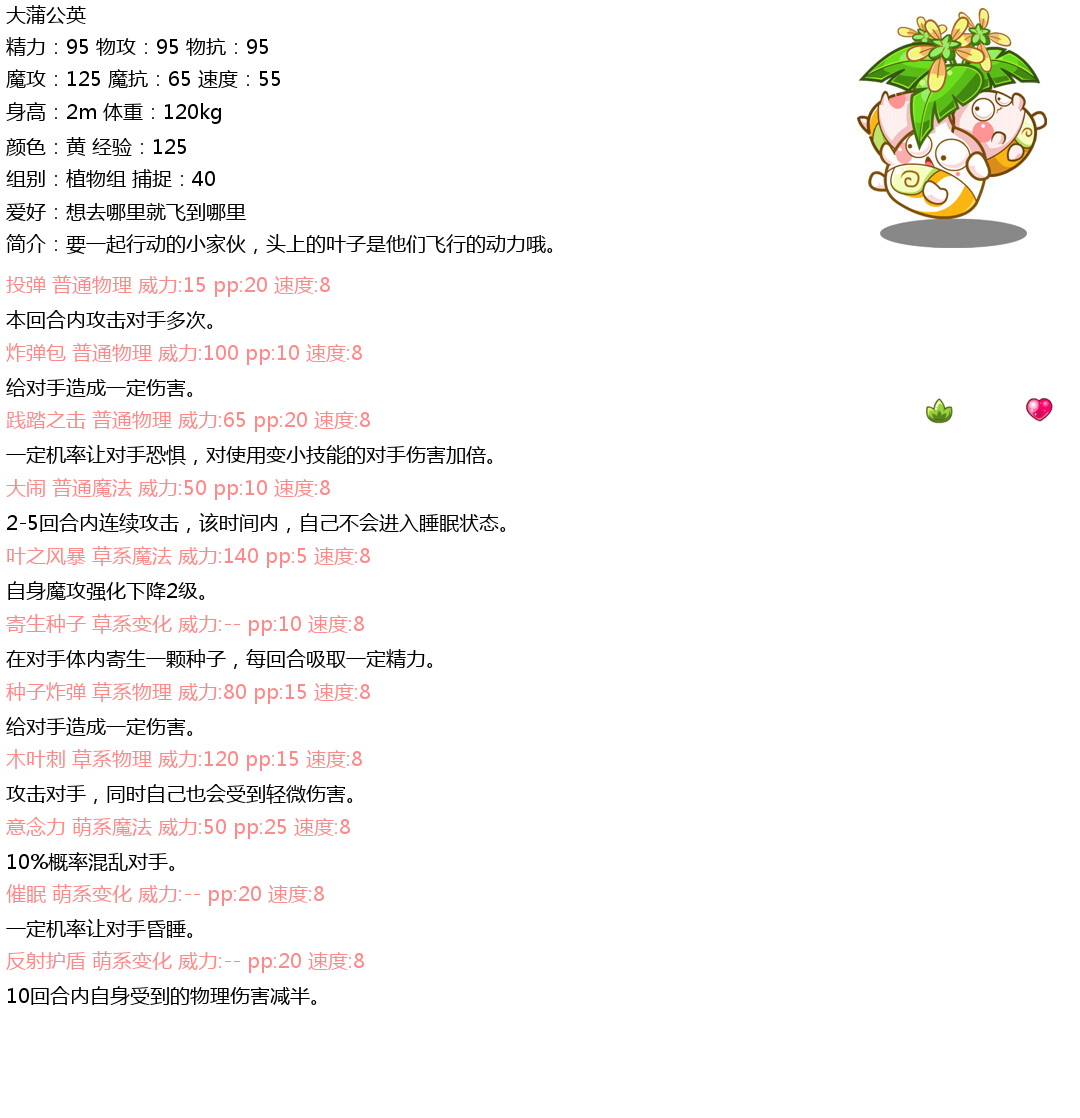 大蒲公英
精力：95 物攻：95 物抗：95
魔攻：125 魔抗：65 速度：55
身高：2m 体重：120kg
颜色：黄 经验：125
组别：植物组 捕捉：40
爱好：想去哪里就飞到哪里
简介：要一起行动的小家伙，头上的叶子是他们飞行的动力哦。
投弹 普通物理 威力:15 pp:20 速度:8
本回合内攻击对手多次。
炸弹包 普通物理 威力:100 pp:10 速度:8
给对手造成一定伤害。
践踏之击 普通物理 威力:65 pp:20 速度:8
一定机率让对手恐惧，对使用变小技能的对手伤害加倍。
大闹 普通魔法 威力:50 pp:10 速度:8
2-5回合内连续攻击，该时间内，自己不会进入睡眠状态。
叶之风暴 草系魔法 威力:140 pp:5 速度:8
自身魔攻强化下降2级。
寄生种子 草系变化 威力:-- pp:10 速度:8
在对手体内寄生一颗种子，每回合吸取一定精力。
种子炸弹 草系物理 威力:80 pp:15 速度:8
给对手造成一定伤害。
木叶刺 草系物理 威力:120 pp:15 速度:8
攻击对手，同时自己也会受到轻微伤害。
意念力 萌系魔法 威力:50 pp:25 速度:8
10%概率混乱对手。
催眠 萌系变化 威力:-- pp:20 速度:8
一定机率让对手昏睡。
反射护盾 萌系变化 威力:-- pp:20 速度:8
10回合内自身受到的物理伤害减半。